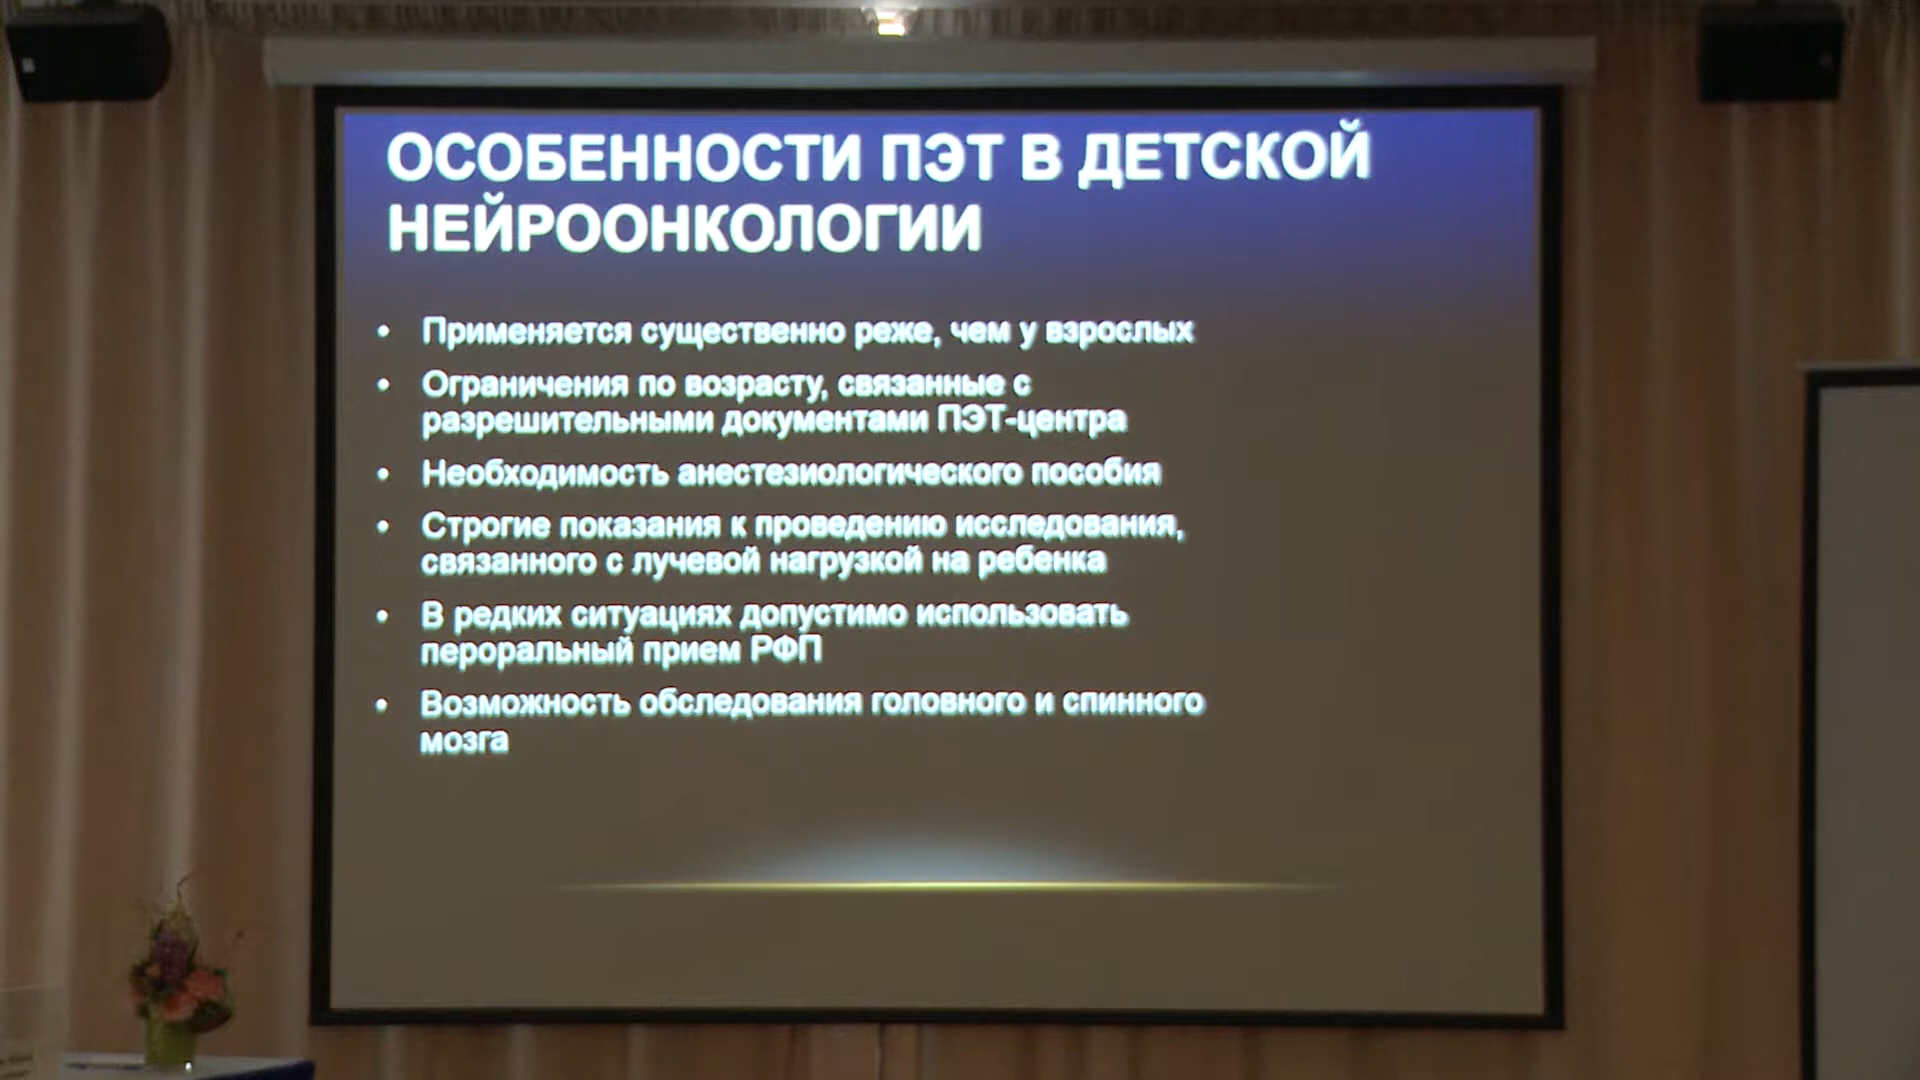 ОСОБЕННОСТИ ПЭТ В ДЕТСКОЙ
НЕЙРООНКОЛОГИИ
• Применяется существенно реже, чем у взрослых
• Ограничения по возрасту, связанные с
разрешительными документами ПЭТ-центра
• Необходимость анестезиологического пособия
• Строгие показания к проведению исследования,
связанного с лучевой нагрузкой на ребенка
• В редких ситуациях допустимо использовать
пероральный прием РФП
• Возможность обследования головного и спинного
мозга